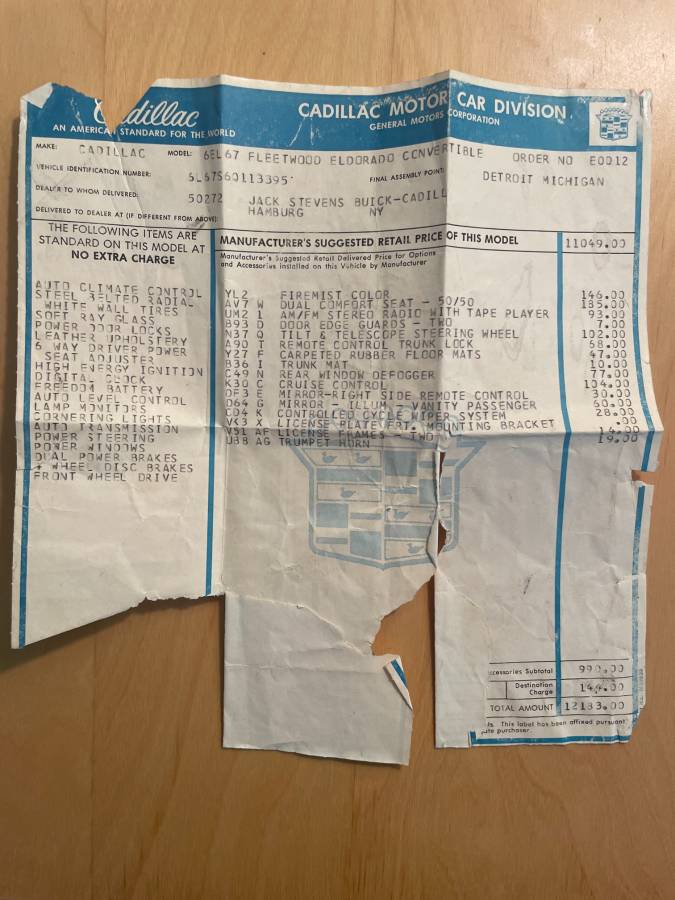 Cadillac
AN AMERICAN STANDARD FOR THE WORLD
CADILLAC MOTOR CAR DIVISION
GENERAL MOTORS CORPORATION
MAKE: CADILLAC MODEL: 6EL67 FLEETWOOD ELDORADO CONVERTIBLE ORDER NO E0012
VEHICLE IDENTIFICATION NUMBER: 6L67S6Q113395 FINAL ASSEMBLY POINT: DETROIT MICHIGAN
DEALER TO WHOM DELIVERED: 50272 JACK STEVENS BUICK-CADILL
HAMBURG NY
DELIVERED TO DEALER AT (IF DIFFERENT FROM ABOVE)
THE FOLLOWING ITEMS ARE
STANDARD ON THIS MODEL AT
NO EXTRA CHARGE
AUTO CLIMATE CONTROL
STEEL BELTED RADIAL
WHITE WALL TIRES
SOFT RAY GLASS
POWER DOOR LOCKS
LEATHER UPHOLSTERY
6 WAY DRIVER POWER
SEAT ADJUSTER
HIGH ENERGY IGNITION
DIGITAL CLOCK
FREEDOM BATTERY
AUTO LEVEL CONTROL
LAMP MONITORS
CORNERING LIGHTS
AUTO TRANSMISSION
POWER STEERING
POWER WINDOWS
DUAL POWER BRAKES
4 WHEEL DISC BRAKES
FRONT WHEEL DRIVE
MANUFACTURER'S SUGGESTED RETAIL PRICE OF THIS MODEL 11049.00
Manufacturer's Suggested Retail Delivered Price for Options
and Accessories Installed on this Vehicle by Manufacturer
YL2 FIREMIST COLOR 146.00
AV7 W DUAL COMFORT SEAT - 50/50 185.00
UM2 1 AM/FM STEREO RADIO WITH TAPE PLAYER 93.00
B93 D DOOR EDGE GUARDS - TWO 7.00
N37 Q TILT & TELESCOPE STEERING WHEEL 102.00
A90 T REMOTE CONTROL TRUNK LOCK 68.00
Y27 F CARPETED RUBBER FLOOR MATS 47.00
B36 I TRUNK MAT 10.00
C49 N REAR WINDOW DEFOGGER 77.00
K30 C CRUISE CONTROL 104.00
DF3 E MIRROR-RIGHT SIDE REMOTE CONTROL 30.00
D64 G MIRROR - ILLUM - VANITY PASSENGER 60.00
CD4 K CONTROLLED CYCLE WIPER SYSTEM 28.00
VK3 X LICENSE PLATE VERT. MOUNTING BRACKET .00
V51 AF LICENSE FRAMES - TWO 14.00
U38 AG TRUMPET HORN 19.00
ccessories Subtotal 990.00
Destination
Charge 144.00
TOTAL AMOUNT 12183.00
ls. This label has been affixed pursuant
ate purchaser.